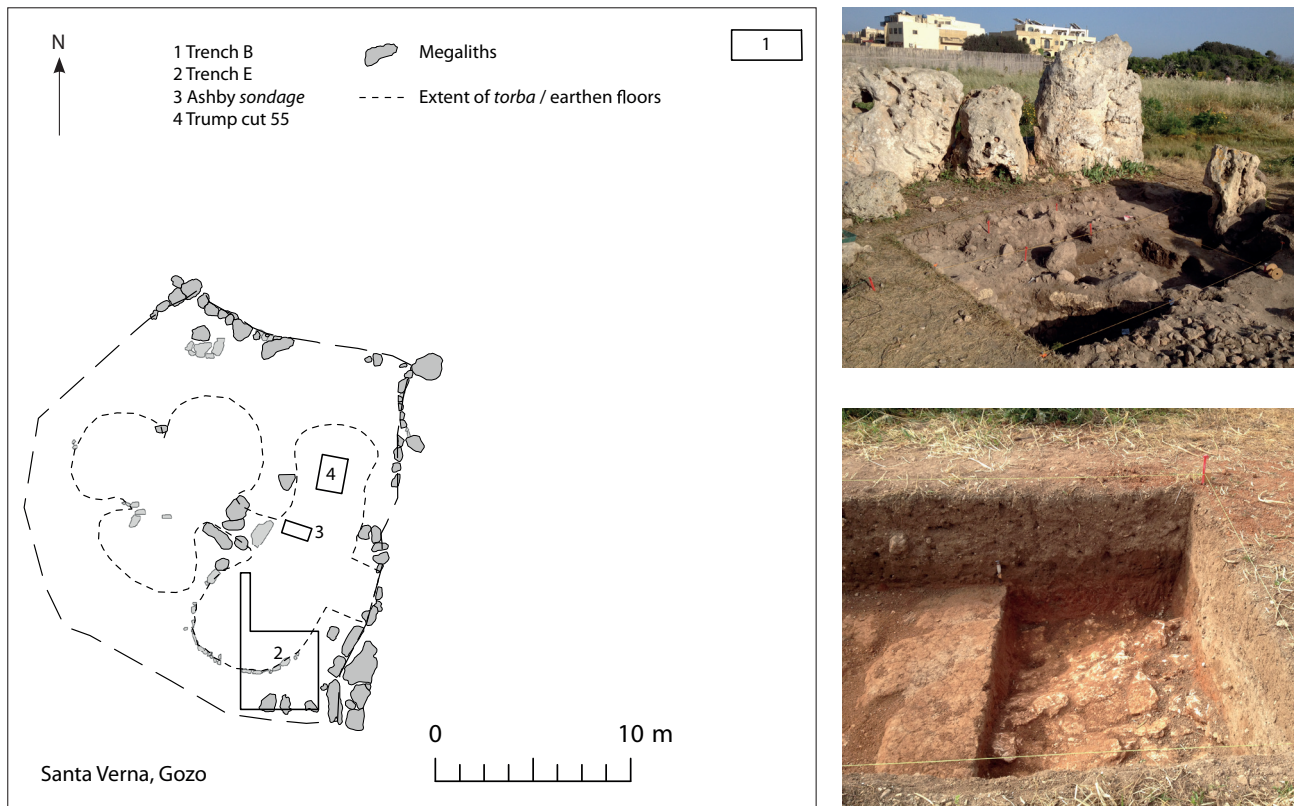 N
1 Trench B
2 Trench E
3 Ashby sondage
4 Trump cut 55
Megaliths
Extent of torba / earthen floors
1
4
3
2
0 10 m
Santa Verna, Gozo